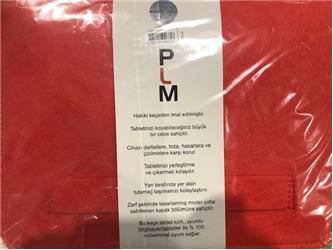 P
L
M
Hakiki keçeden imal edilmiştir.
Tabletinizi koyabileceğiniz büyük
bir cebe sahiptir.
Cihazı darbelere, toza, hasarlara ve
çizilmelere karşı korur.
Tabletinizi yerleştirme
ve çıkarmak kolaydır.
Yan tarafında yer alan
tutamaç taşımanızı kolaylaştırır.
Zarf şeklinde tasarlanmış model cırtla
sabitlenen kapak bölümüne sahiptir.
Bu keçe tablet kılıfı, uyumlu
bilgisayar/tabletler ile % 100
mükemmel uyum sağlar.